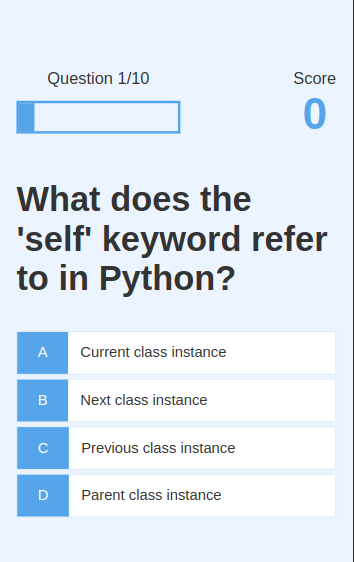 Question 1/10
Score
0
What does the
'self' keyword refer
to in Python?
A Current class instance
B Next class instance
C Previous class instance
D Parent class instance